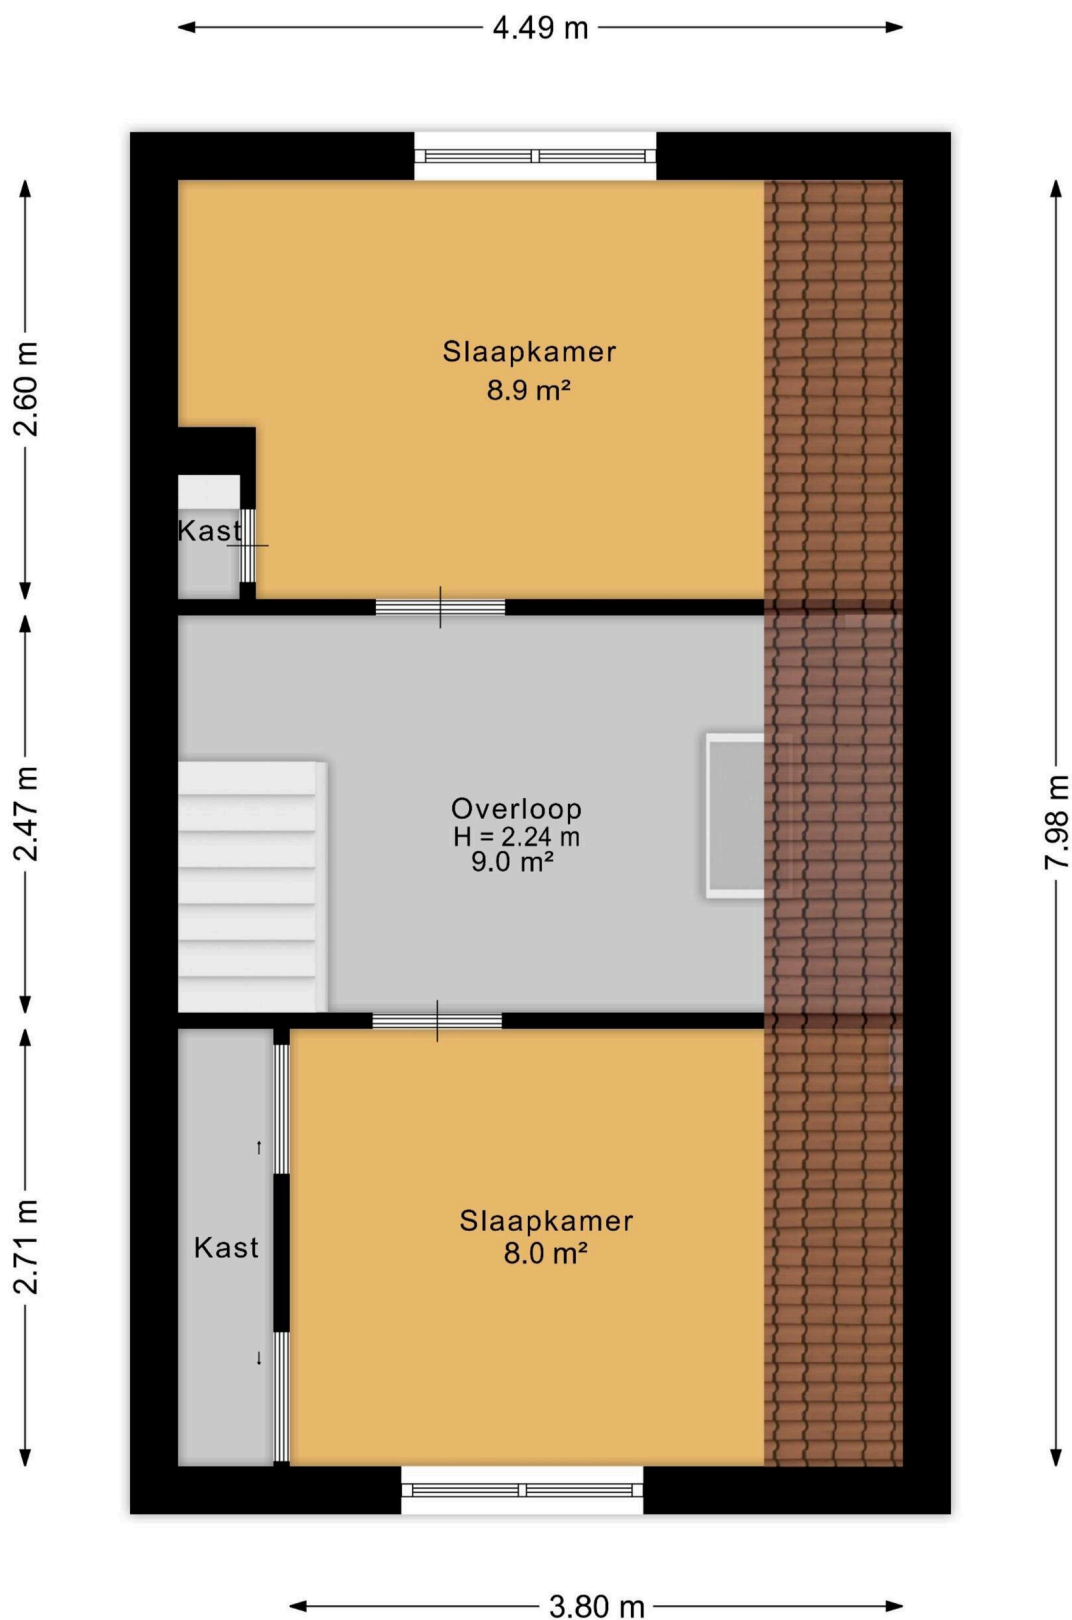 4.49 m
Slaapkamer
8.9 m²
2.60 m
Kast
Overloop
H = 2.24 m
9.0 m²
2.47 m
7.98 m
Slaapkamer
8.0 m²
Kast
2.71 m
3.80 m